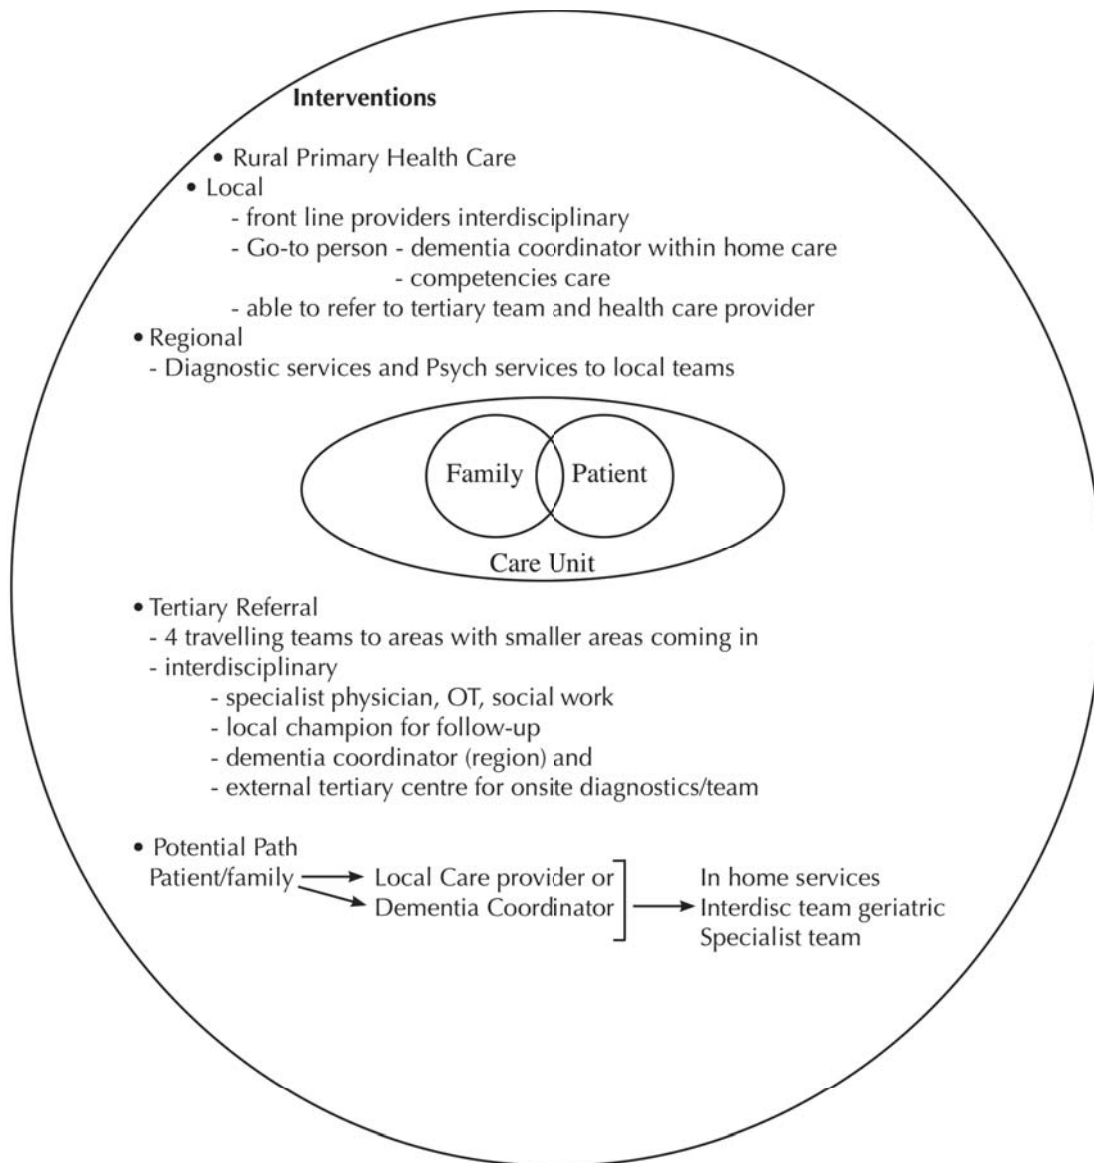 Interventions
• Rural Primary Health Care
• Local
- front line providers interdisciplinary
- Go-to person - dementia coordinator within home care
- competencies care
- able to refer to tertiary team and health care provider
• Regional
- Diagnostic services and Psych services to local teams
Family Patient
Care Unit
• Tertiary Referral
- 4 travelling teams to areas with smaller areas coming in
- interdisciplinary
- specialist physician, OT, social work
- local champion for follow-up
- dementia coordinator (region) and
- external tertiary centre for onsite diagnostics/team
• Potential Path
Patient/family Local Care provider or In home services
Dementia Coordinator Interdisc team geriatric
Specialist team